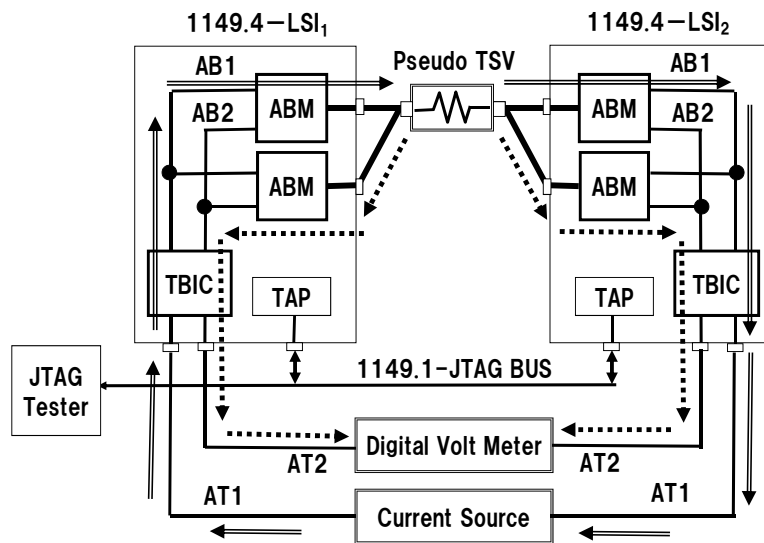 1149.4-LSI1
1149.4-LSI2
AB1
Pseudo TSV
AB1
AB2
ABM
ABM
AB2
ABM
ABM
TBIC
TAP
TAP
TBIC
1149.1-JTAG BUS
JTAG
Tester
Digital Volt Meter
AT2
AT2
AT1
Current Source
AT1